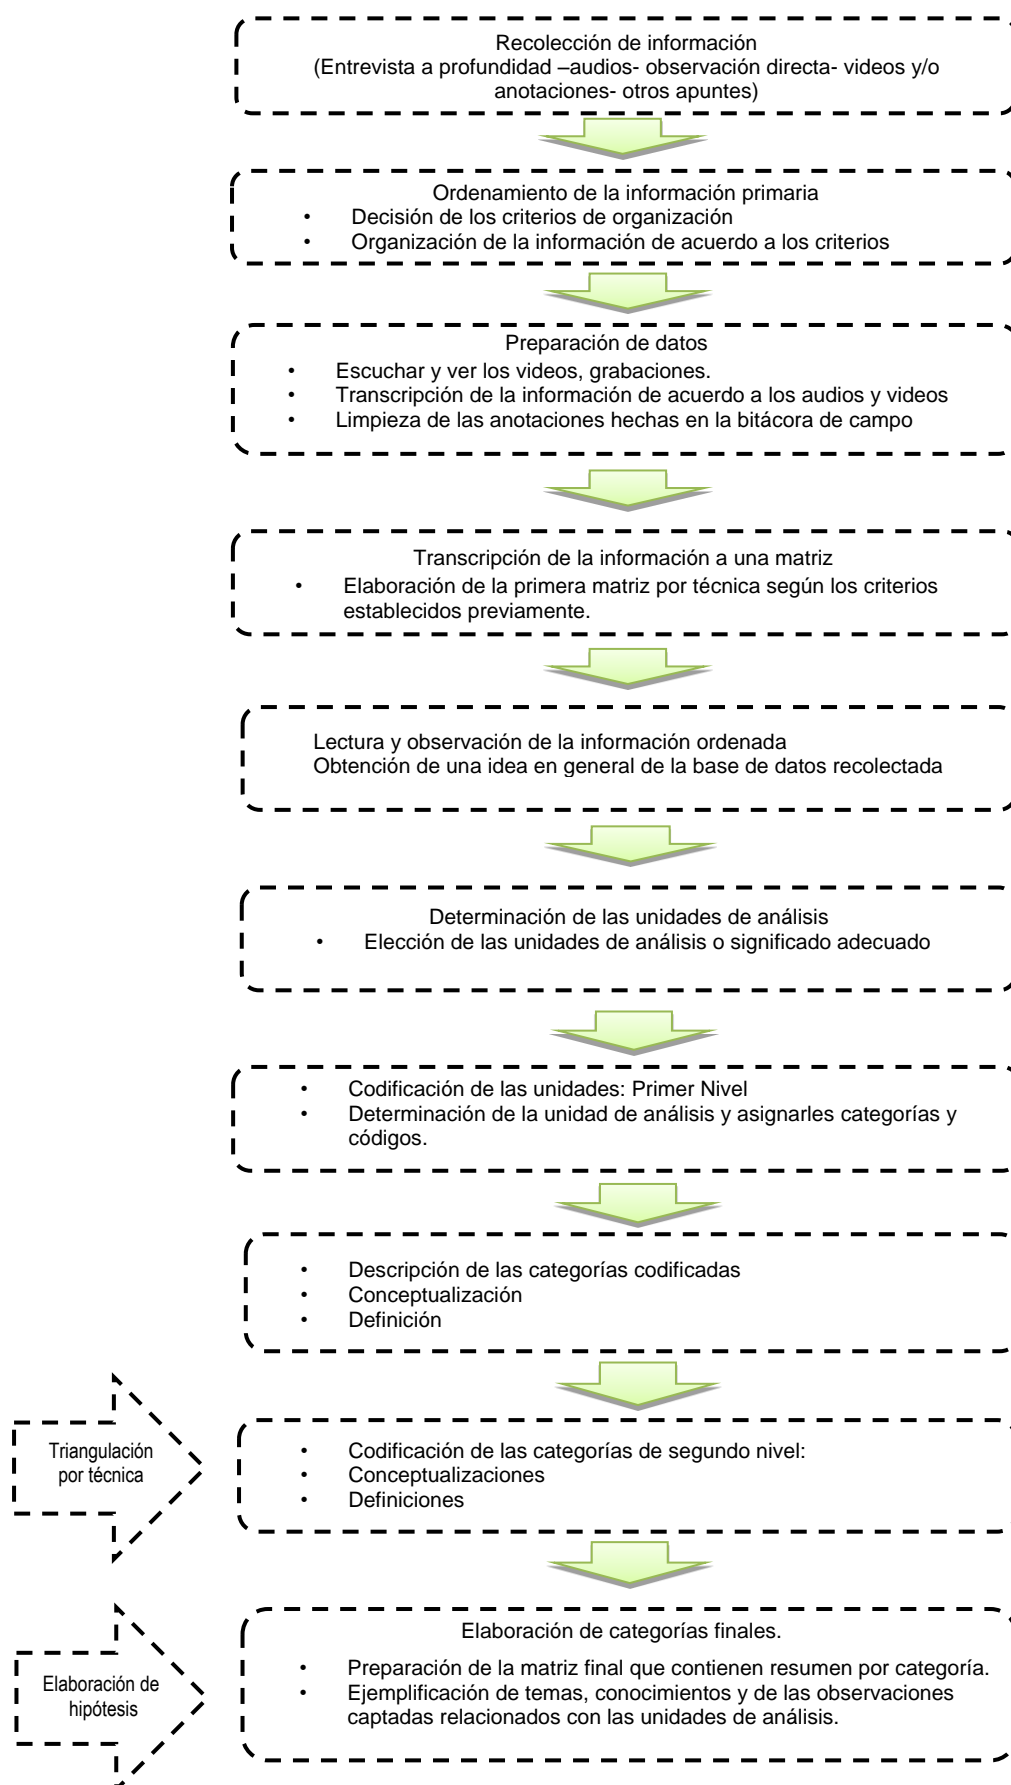 Recolección de información
(Entrevista a profundidad –audios- observación directa- videos y/o
anotaciones- otros apuntes)
Ordenamiento de la información primaria
• Decisión de los criterios de organización
• Organización de la información de acuerdo a los criterios
Preparación de datos
• Escuchar y ver los videos, grabaciones.
• Transcripción de la información de acuerdo a los audios y videos
• Limpieza de las anotaciones hechas en la bitácora de campo
Transcripción de la información a una matriz
• Elaboración de la primera matriz por técnica según los criterios
establecidos previamente.
Lectura y observación de la información ordenada
Obtención de una idea en general de la base de datos recolectada
Determinación de las unidades de análisis
• Elección de las unidades de análisis o significado adecuado
• Codificación de las unidades: Primer Nivel
• Determinación de la unidad de análisis y asignarles categorías y
códigos.
• Descripción de las categorías codificadas
• Conceptualización
• Definición
Triangulación
por técnica
• Codificación de las categorías de segundo nivel:
• Conceptualizaciones
• Definiciones
Elaboración de
hipótesis
Elaboración de categorías finales.
• Preparación de la matriz final que contienen resumen por categoría.
• Ejemplificación de temas, conocimientos y de las observaciones
captadas relacionados con las unidades de análisis.